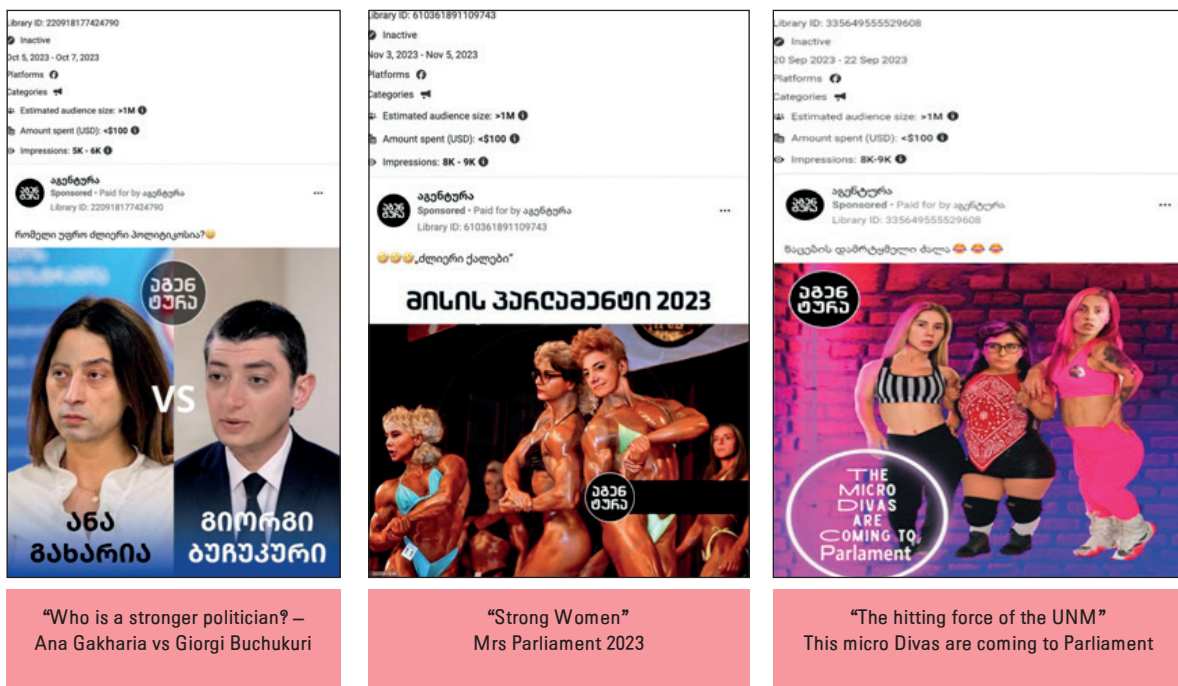 Library ID: 220918177424790
Inactive
Oct 5, 2023 - Oct 7, 2023
Platforms
Categories
Estimated audience size: >1M
Amount spent (USD): <$100
Impressions: 5K - 6K
აგენტურა
Sponsored • Paid for by აგენტურა
Library ID: 220918177424790
რომელი უფრო ძლიერი პოლიტიკოსია?😀
აგენ
ტურა
VS
ანა
გახარია
გიორგი
ბუჩუკური
"Who is a stronger politician? –
Ana Gakharia vs Giorgi Buchukuri
Library ID: 610361891109743
Inactive
Nov 3, 2023 - Nov 5, 2023
Platforms
Categories
Estimated audience size: >1M
Amount spent (USD): <$100
Impressions: 8K - 9K
აგენტურა
Sponsored • Paid for by აგენტურა
Library ID: 610361891109743
🤣🤣🤣„ძლიერი ქალები“
მისის პარლამენტი 2023
აგენ
ტურა
"Strong Women"
Mrs Parliament 2023
Library ID: 335649555529608
Inactive
20 Sep 2023 - 22 Sep 2023
Platforms
Categories
Estimated audience size: >1M
Amount spent (USD): <$100
Impressions: 8K-9K
აგენტურა
Sponsored • Paid for by აგენტურა
Library ID: 335649555529608
ნაცების დამრტყმელი ძალა 😂 😂 😂
აგენ
ტურა
THE
MICRO
DIVAS
ARE
COMING TO
Parlament
"The hitting force of the UNM"
This micro Divas are coming to Parliament